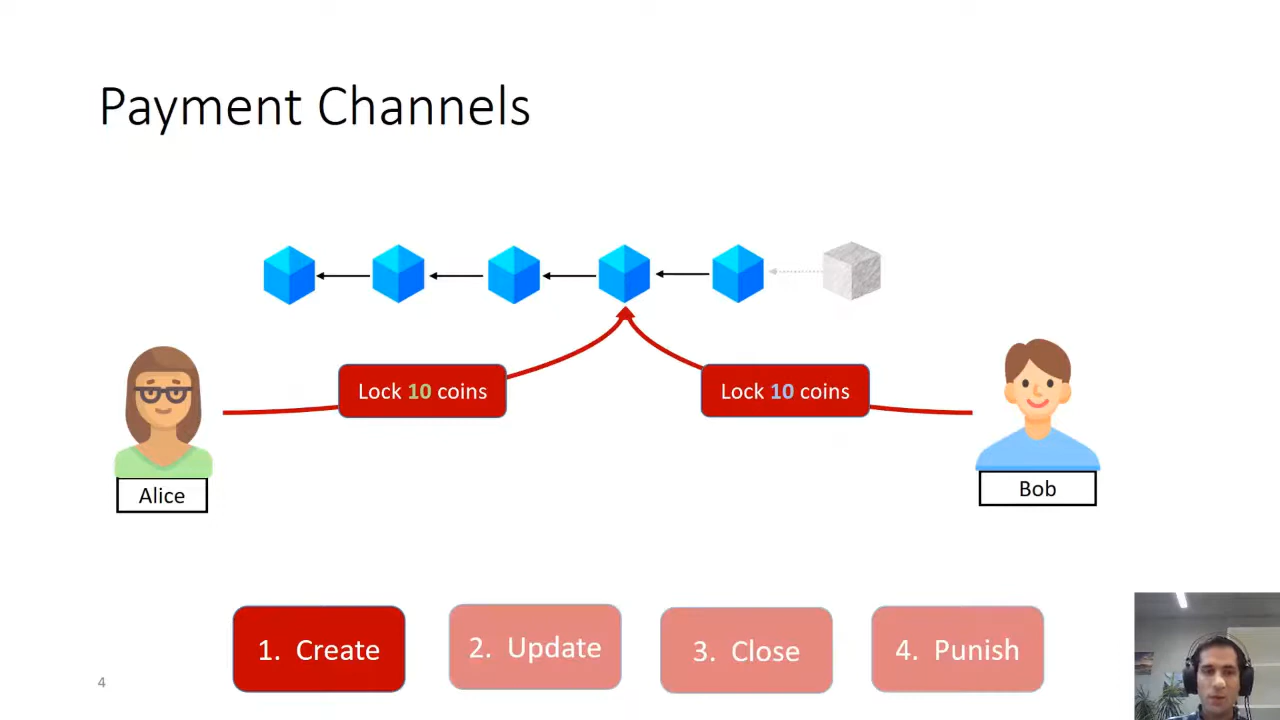 Payment Channels
Lock 10 coins
Lock 10 coins
Alice
Bob
1. Create
2. Update
3. Close
4. Punish
4